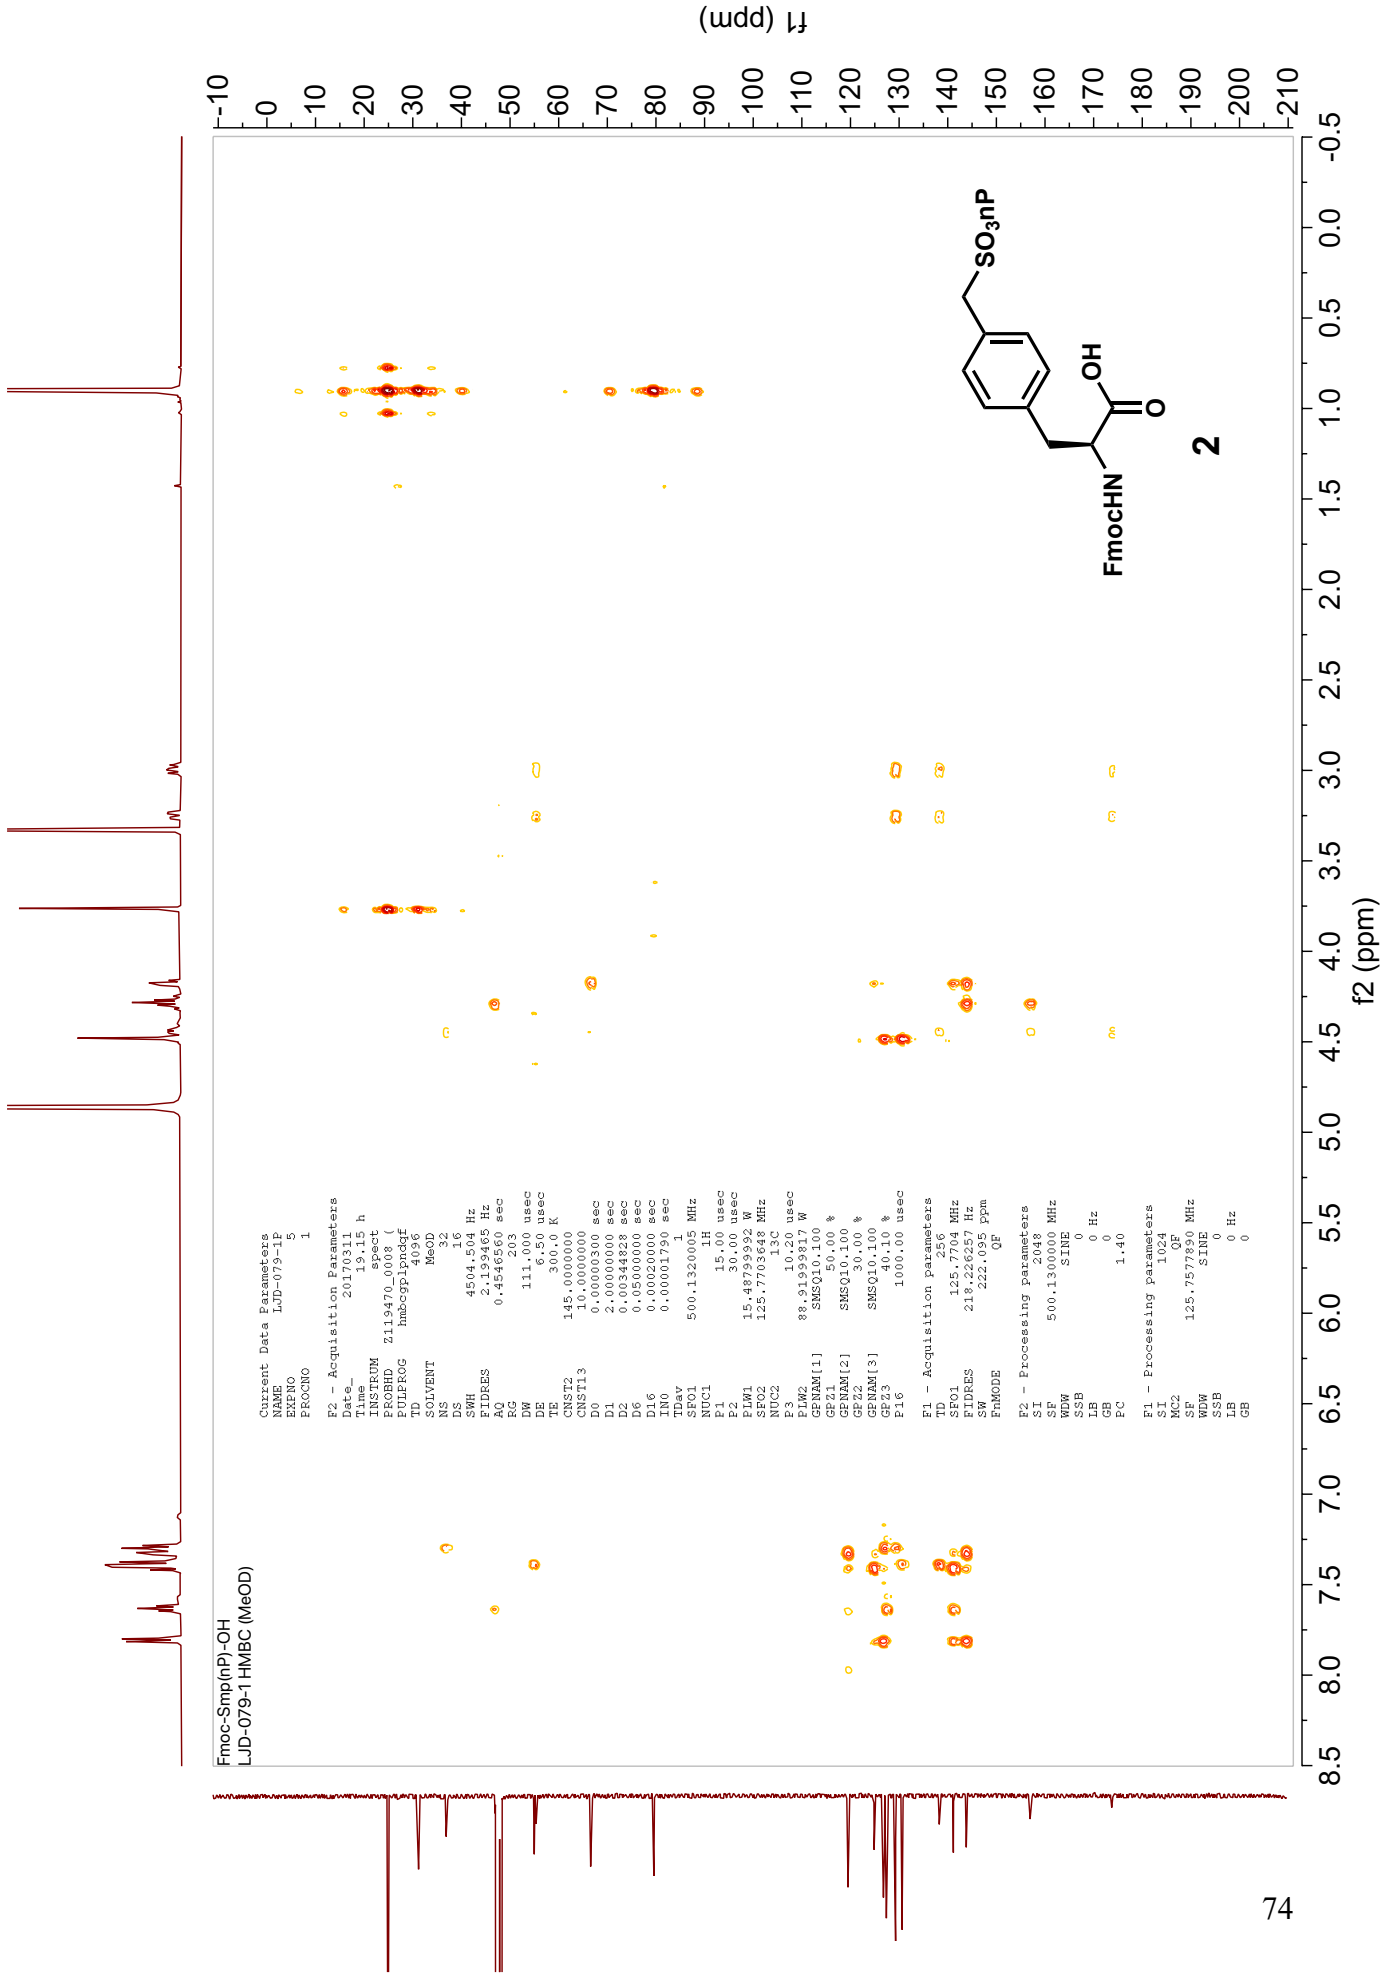 Fmoc-Smp(nP)-OH
LJD-079-1 HMBC (MeOD)
Current Data Parameters
NAME LJD-079-1P
EXPNO 5
PROCNO 1
F2 - Acquisition Parameters
Date_ 20170311
Time 19.15 h
INSTRUM spect
PROBHD Z119470_0008 (
PULPROG hmbcgplpndqf
TD 4096
SOLVENT MeOD
NS 32
DS 16
SWH 4504.504 Hz
FIDRES 2.199465 Hz
AQ 0.4546560 sec
RG 203
DW 111.000 usec
DE 6.50 usec
TE 300.0 K
CNST2 145.0000000
CNST13 10.0000000
D0 0.00000300 sec
D1 2.00000000 sec
D2 0.00344828 sec
D6 0.05000000 sec
D16 0.00020000 sec
IN0 0.00001790 sec
TDav 1
SFO1 500.1320005 MHz
NUC1 1H
P1 15.00 usec
P2 30.00 usec
PLW1 15.48799992 W
SFO2 125.7703648 MHz
NUC2 13C
P3 10.20 usec
PLW2 88.91999817 W
GPNAM[1] SMSQ10.100
GPZ1 50.00 %
GPNAM[2] SMSQ10.100
GPZ2 30.00 %
GPNAM[3] SMSQ10.100
GPZ3 40.10 %
P16 1000.00 usec
F1 - Acquisition parameters
TD 256
SFO1 125.7704 MHz
FIDRES 218.226257 Hz
SW 222.095 ppm
FnMODE QF
F2 - Processing parameters
SI 2048
SF 500.1300000 MHz
WDW SINE
SSB 0
LB 0 Hz
GB 0
PC 1.40
F1 - Processing parameters
SI 1024
MC2 QF
SF 125.7577890 MHz
WDW SINE
SSB 0
LB 0 Hz
GB 0
FmocHN
O
OH
SO3nP
2
8.5 8.0 7.5 7.0 6.5 6.0 5.5 5.0 4.5 4.0 3.5 3.0 2.5 2.0 1.5 1.0 0.5 0.0 -0.5
f2 (ppm)
-10
0
10
20
30
40
50
60
70
80
90
100
110
120
130
140
150
160
170
180
190
200
210
f1 (ppm)
74